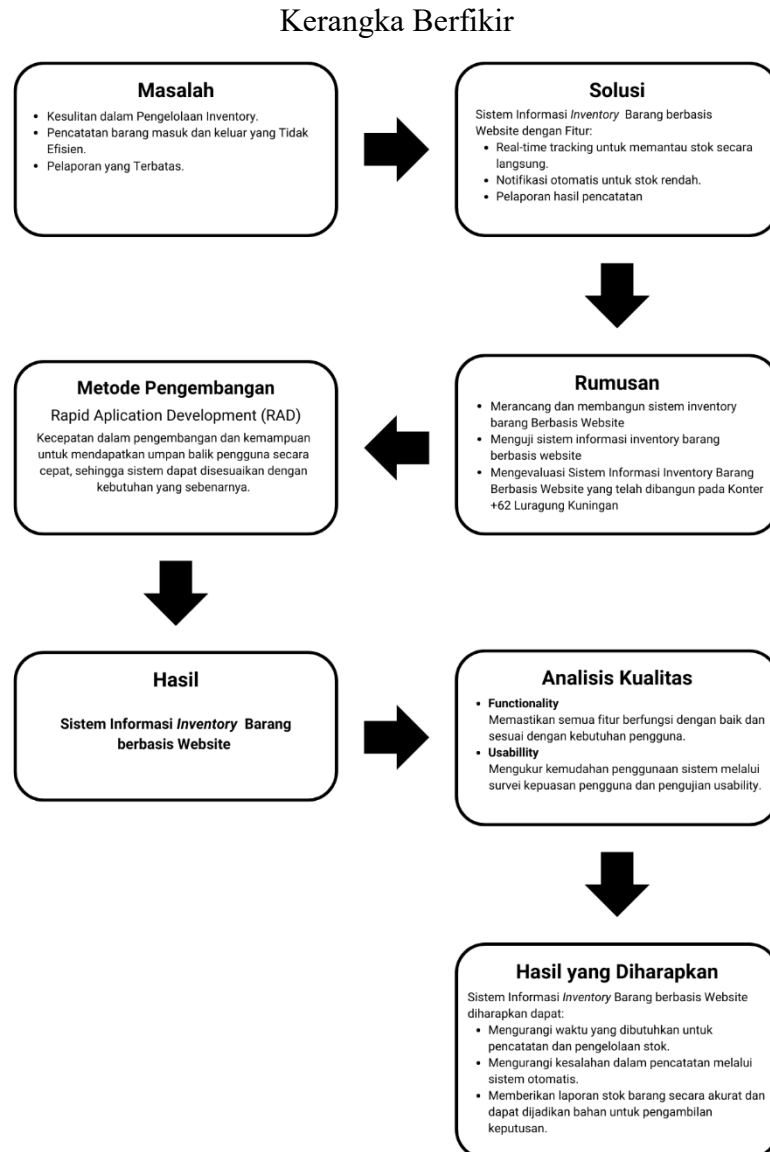 Kerangka Berfikir
Masalah
• Kesulitan dalam Pengelolaan Inventory.
• Pencatatan barang masuk dan keluar yang Tidak
Efisien.
• Pelaporan yang Terbatas.
Solusi
Sistem Informasi Inventory Barang berbasis
Website dengan Fitur:
• Real-time tracking untuk memantau stok secara
langsung.
• Notifikasi otomatis untuk stok rendah.
• Pelaporan hasil pencatatan
Rumusan
• Merancang dan membangun sistem inventory
barang Berbasis Website
• Menguji sistem informasi inventory barang
berbasis website
• Mengevaluasi Sistem Informasi Inventory Barang
Berbasis Website yang telah dibangun pada Konter
+62 Luragung Kuningan
Metode Pengembangan
Rapid Aplication Development (RAD)
Kecepatan dalam pengembangan dan kemampuan
untuk mendapatkan umpan balik pengguna secara
cepat, sehingga sistem dapat disesuaikan dengan
kebutuhan yang sebenarnya.
Hasil
Sistem Informasi Inventory Barang
berbasis Website
Analisis Kualitas
• Functionality
Memastikan semua fitur berfungsi dengan baik dan
sesuai dengan kebutuhan pengguna.
• Usabillity
Mengukur kemudahan penggunaan sistem melalui
survei kepuasan pengguna dan pengujian usability.
Hasil yang Diharapkan
Sistem Informasi Inventory Barang berbasis Website
diharapkan dapat:
• Mengurangi waktu yang dibutuhkan untuk
pencatatan dan pengelolaan stok.
• Mengurangi kesalahan dalam pencatatan melalui
sistem otomatis.
• Memberikan laporan stok barang secara akurat dan
dapat dijadikan bahan untuk pengambilan
keputusan.